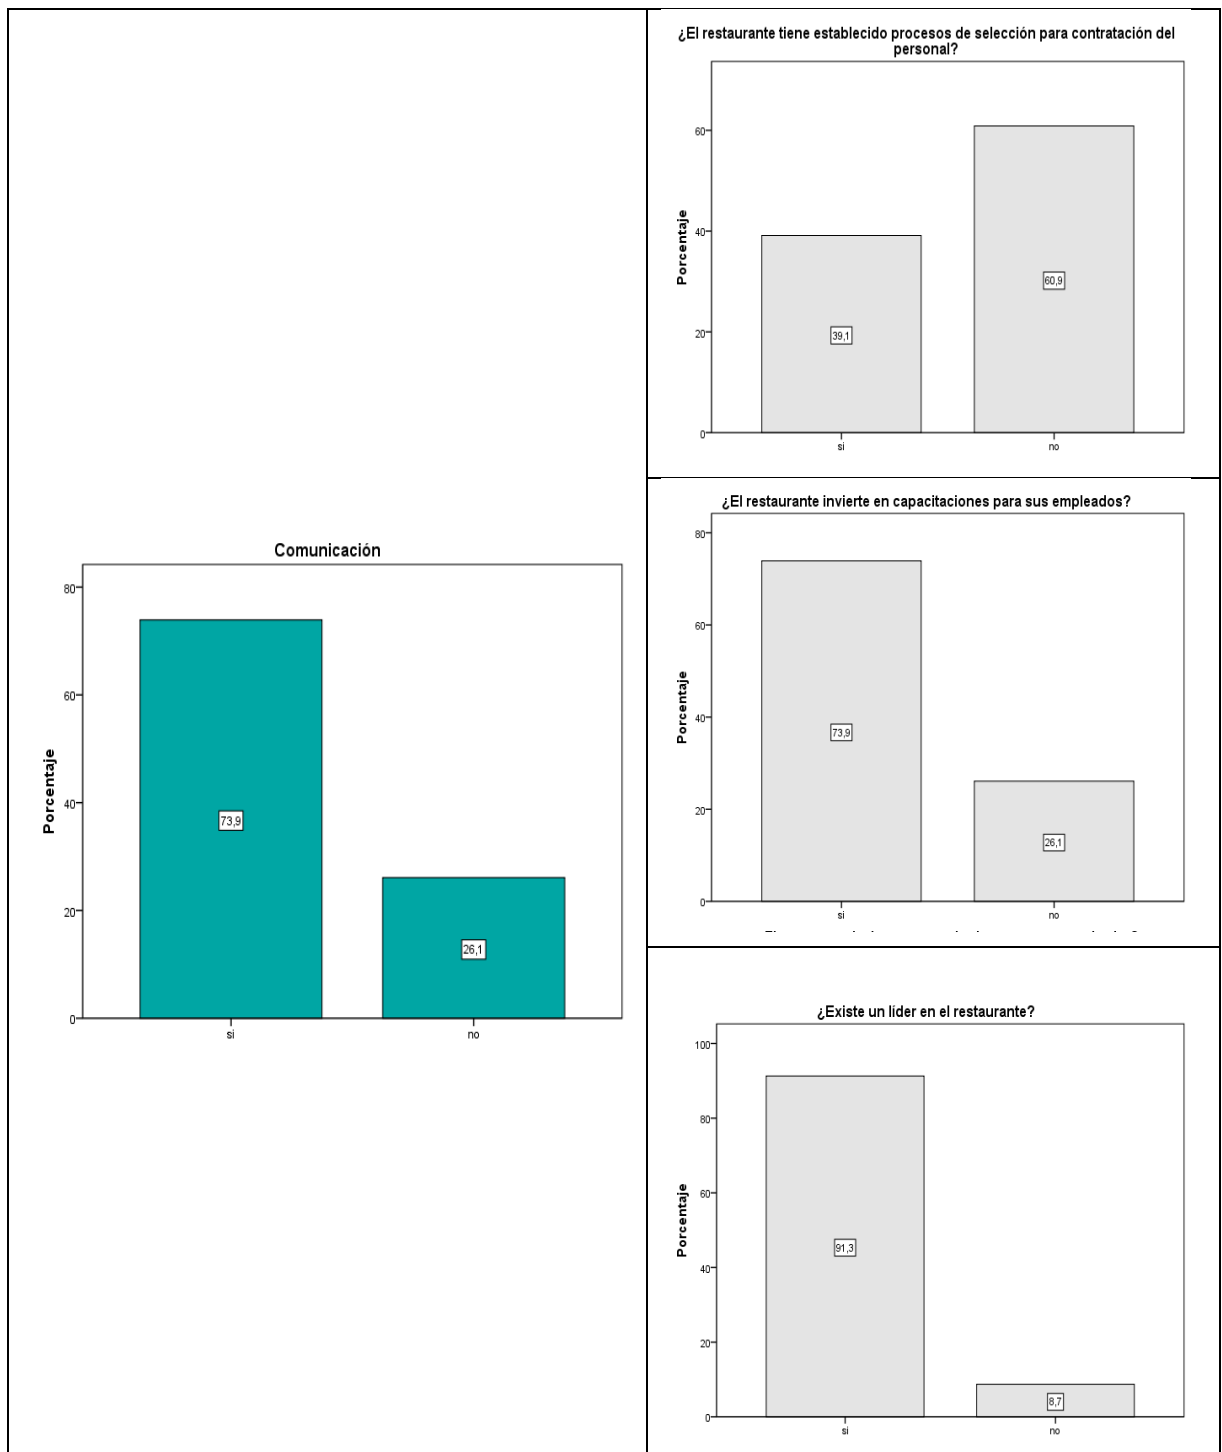 Comunicación
Porcentaje
80
60
40
20
0
73,9
26,1
si
no
¿El restaurante tiene establecido procesos de selección para contratación del
personal?
Porcentaje
60
40
20
0
39,1
60,9
si
no
¿El restaurante invierte en capacitaciones para sus empleados?
Porcentaje
80
60
40
20
0
73,9
26,1
si
no
¿Existe un líder en el restaurante?
Porcentaje
100
80
60
40
20
0
91,3
8,7
si
no